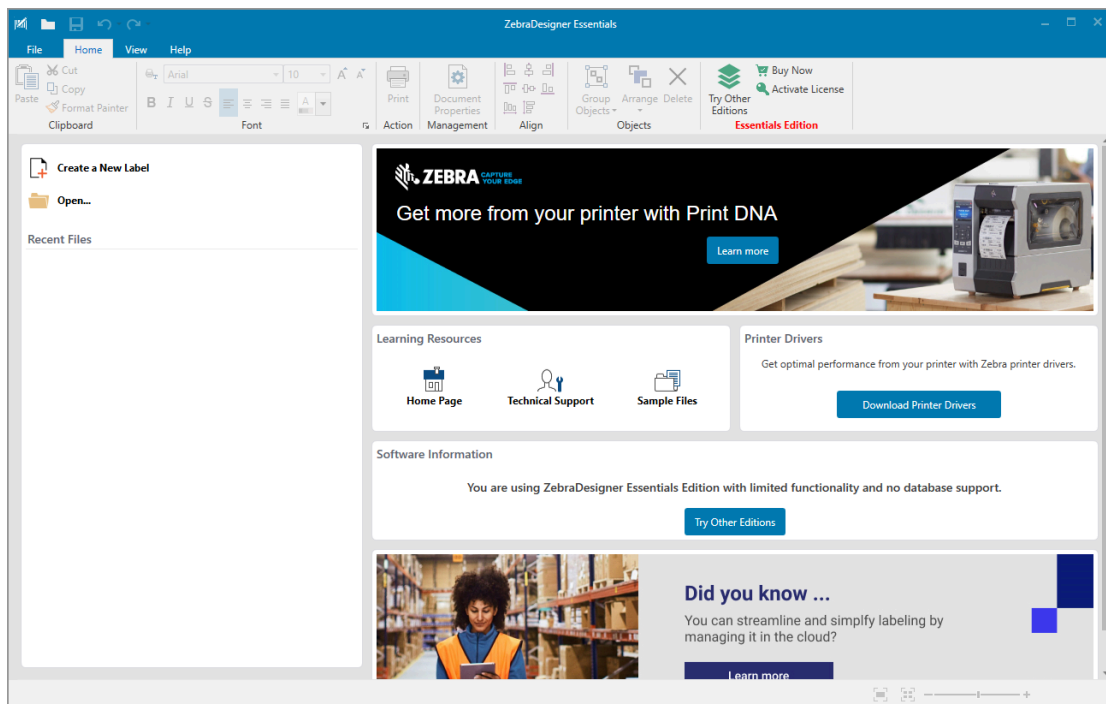 ZebraDesigner Essentials
File Home View Help
Paste
Cut
Copy
Format Painter
Clipboard
Arial 10
B I U S
Font
Print
Action
Document
Properties
Management
Align
Group
Objects
Arrange
Delete
Objects
Try Other
Editions
Buy Now
Activate License
Essentials Edition
Create a New Label
Open...
Recent Files
ZEBRA CAPTURE
YOUR EDGE
Get more from your printer with Print DNA
Learn more
Learning Resources
Home Page Technical Support Sample Files
Printer Drivers
Get optimal performance from your printer with Zebra printer drivers.
Download Printer Drivers
Software Information
You are using ZebraDesigner Essentials Edition with limited functionality and no database support.
Try Other Editions
Did you know ...
You can streamline and simplfy labeling by
managing it in the cloud?
Learn more